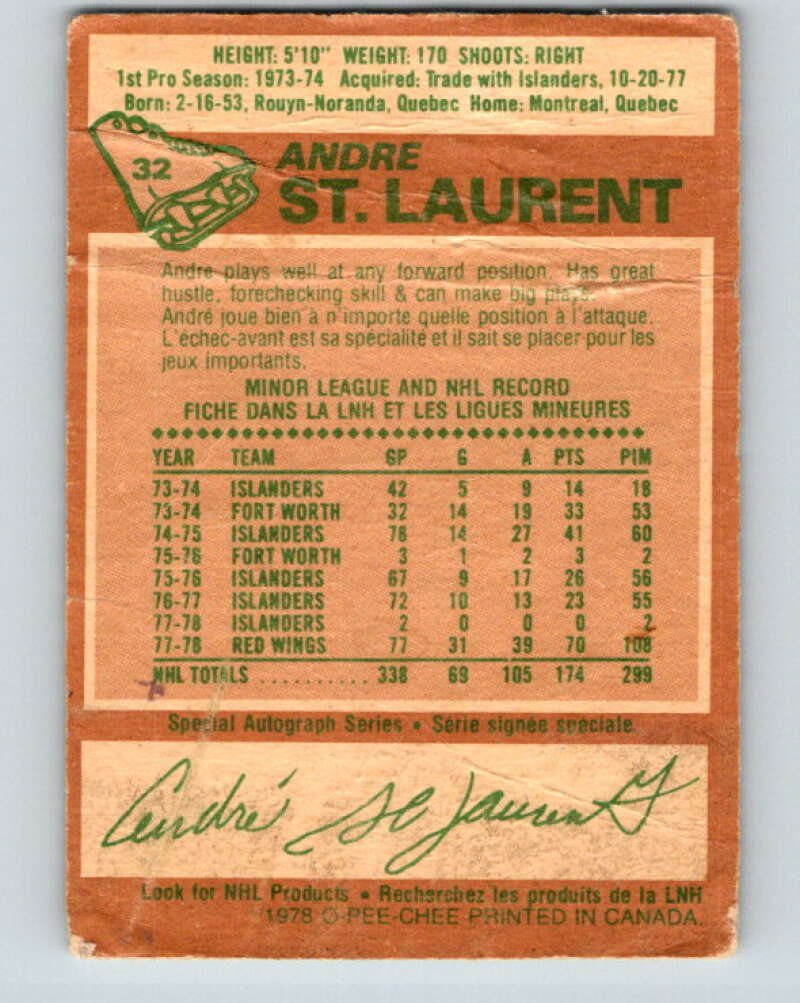 HEIGHT: 5'10" WEIGHT: 170 SHOOTS: RIGHT
1st Pro Season: 1973-74 Acquired: Trade with Islanders, 10-20-77
Born: 2-16-53, Rouyn-Noranda, Quebec Home: Montreal, Quebec
32
ANDRE
ST. LAURENT
Andre plays well at any forward position. Has great
hustle, forechecking skill & can make big plays.
André joue bien à n'importe quelle position à l'attaque.
L'échec-avant est sa spécialité et il sait se placer pour les
jeux importants.
MINOR LEAGUE AND NHL RECORD
FICHE DANS LA LNH ET LES LIGUES MINEURES
YEAR TEAM GP G A PTS PIM
73-74 ISLANDERS 42 5 9 14 18
73-74 FORT WORTH 32 14 19 33 53
74-75 ISLANDERS 78 14 27 41 60
75-76 FORT WORTH 3 1 2 3 2
75-76 ISLANDERS 67 9 17 26 56
76-77 ISLANDERS 72 10 13 23 55
77-78 ISLANDERS 2 0 0 0 2
77-78 RED WINGS 77 31 39 70 108
NHL TOTALS .......... 338 69 105 174 299
Special Autograph Series • Série signée spéciale
André St Laurent
Look for NHL Products • Recherchez les produits de la LNH
©1978 O-PEE-CHEE PRINTED IN CANADA.